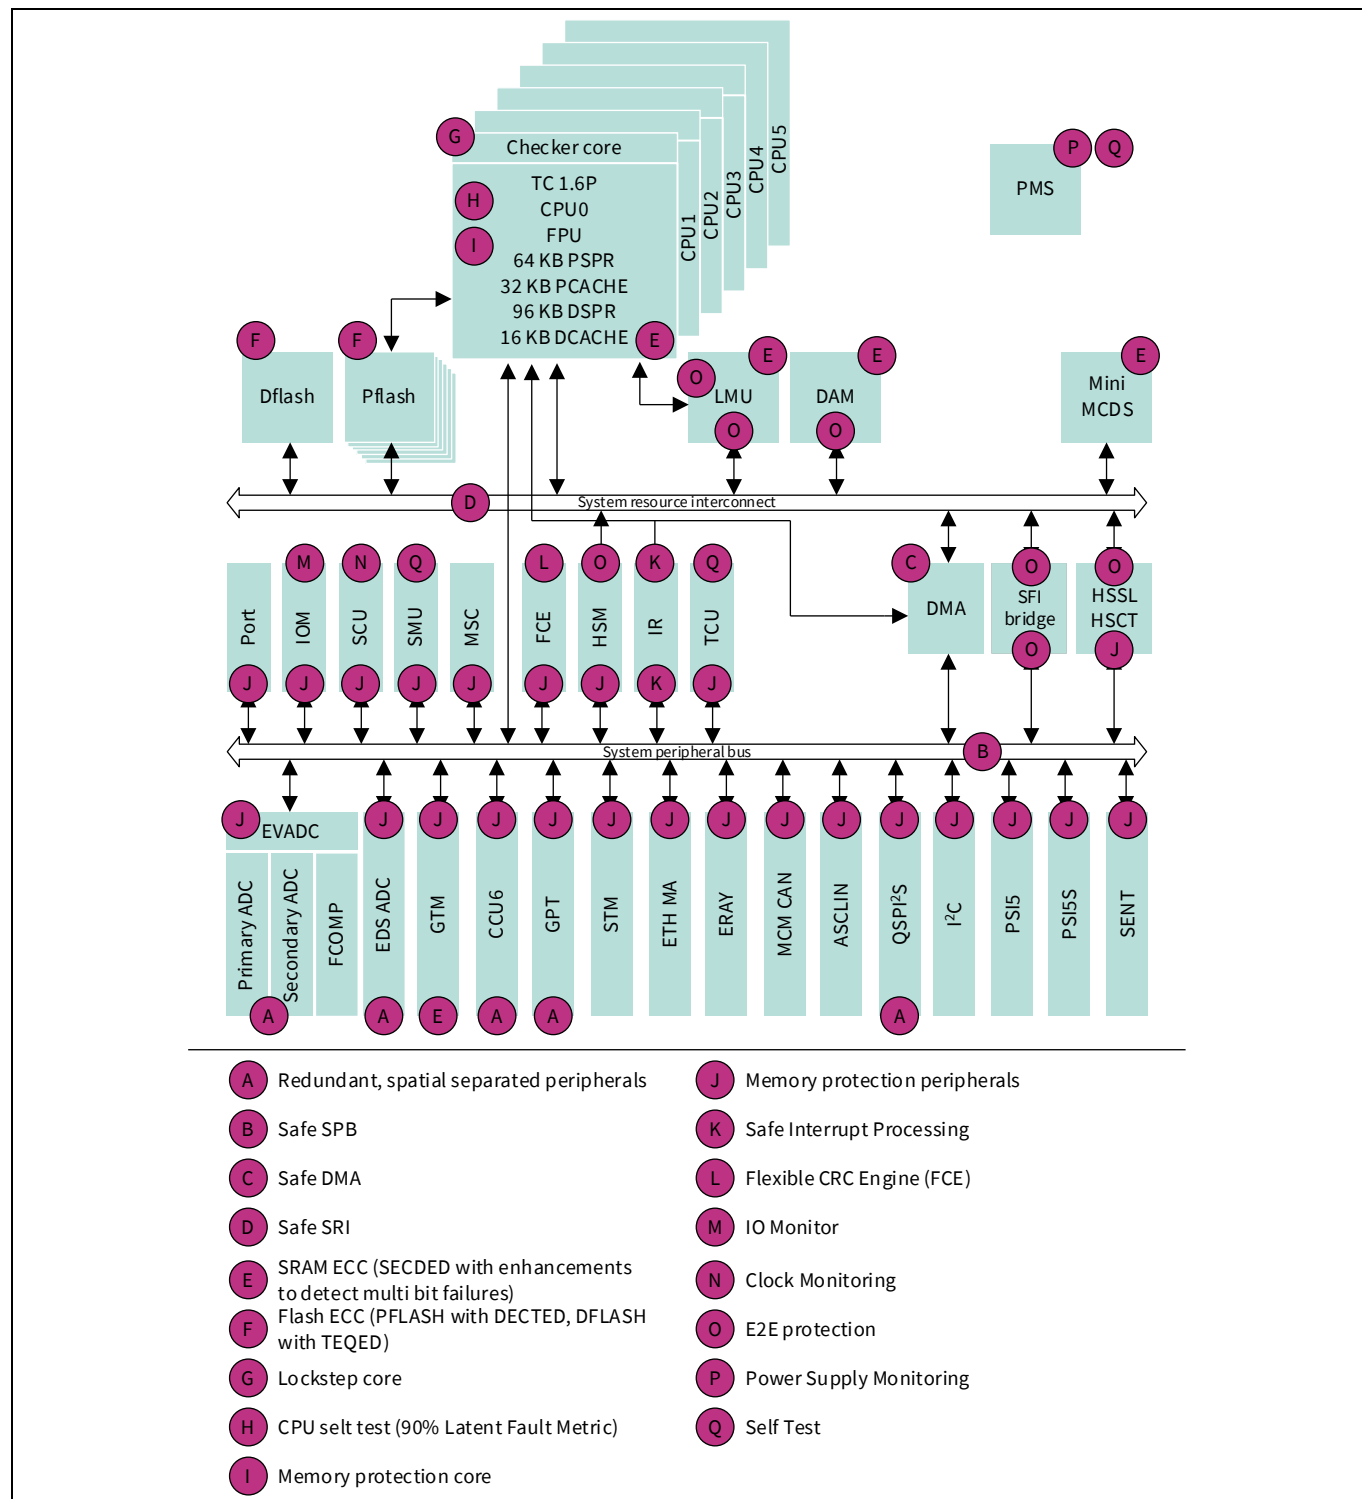 G
Checker core
TC 1.6P
CPU0
FPU
64 KB PSPR
32 KB PCACHE
96 KB DSPR
16 KB DCACHE
H
I
E
CPU1
CPU2
CPU3
CPU4
CPU5
P
Q
PMS
F
Dflash
F
Pflash
O
E
LMU
O
E
DAM
O
E
Mini
MCDS
D
System resource interconnect
Port
J
M
IOM
J
N
SCU
J
Q
SMU
J
MSC
J
L
FCE
J
O
HSM
J
K
IR
K
Q
TCU
J
C
DMA
O
SFI
bridge
O
O
HSSL
HSCT
J
System peripheral bus
B
J
EVADC
Primary ADC
Secondary ADC
FCOMP
A
J
EDS ADC
A
J
GTM
E
J
CCU6
A
J
GPT
A
J
STM
J
ETH MA
J
ERAY
J
MCM CAN
J
ASCLIN
J
QSPI²S
A
J
I²C
J
PSI5
J
PSI5S
J
SENT
A Redundant, spatial separated peripherals
B Safe SPB
C Safe DMA
D Safe SRI
E SRAM ECC (SECDED with enhancements
to detect multi bit failures)
F Flash ECC (PFLASH with DECTED, DFLASH
with TEQED)
G Lockstep core
H CPU selt test (90% Latent Fault Metric)
I Memory protection core
J Memory protection peripherals
K Safe Interrupt Processing
L Flexible CRC Engine (FCE)
M IO Monitor
N Clock Monitoring
O E2E protection
P Power Supply Monitoring
Q Self Test